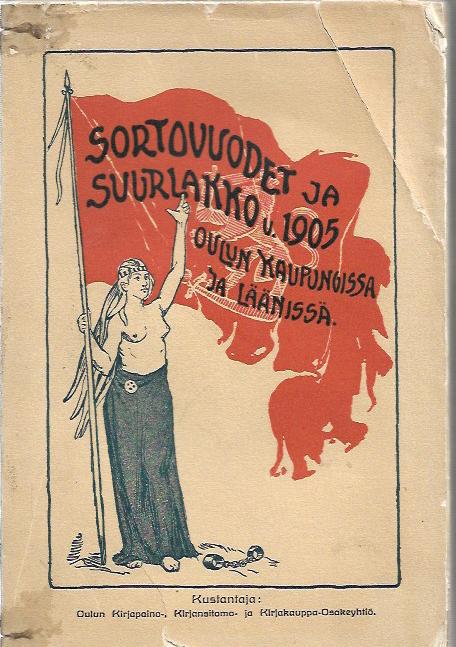 SORTOVUODET JA
SUURLAKKO v. 1905
OULUN KAUPUNGISSA
JA LÄÄNISSÄ.
Kustantaja:
Oulun Kirjapaino-, Kirjansitomo- ja Kirjakauppa-Osakeyhtiö.